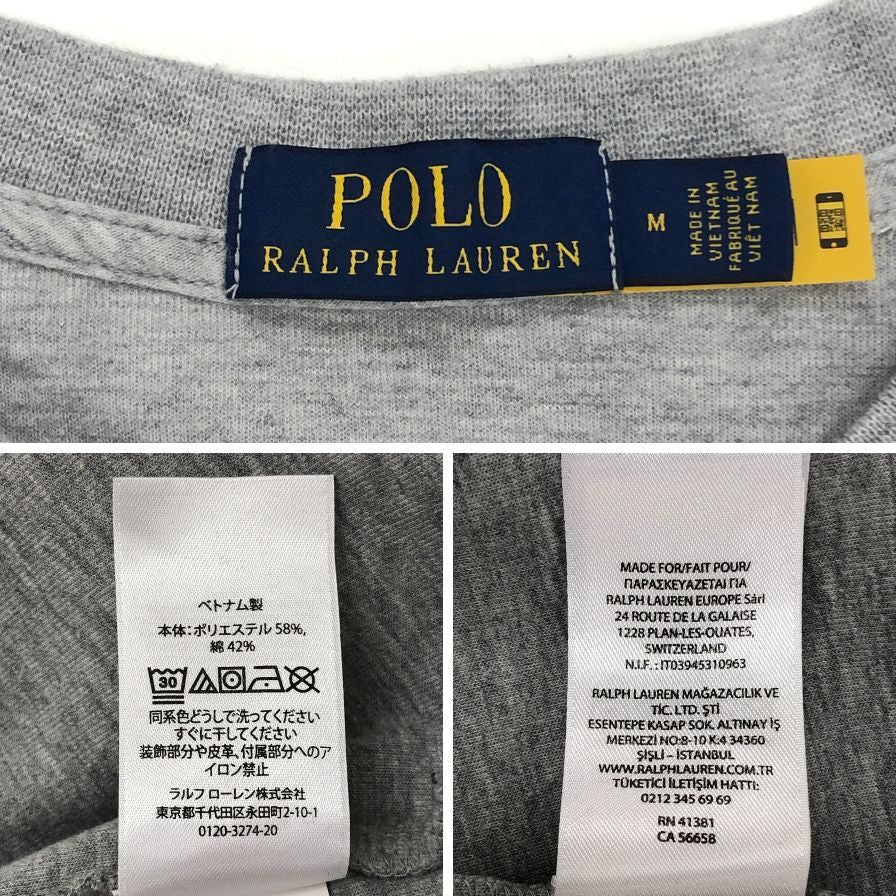 POLO
RALPH LAUREN
M
MADE IN
VIETNAM
FABRIQUÉ AU
VIÊT NAM
ベトナム製
本体:ポリエステル 58%,
綿 42%
30
同系色どうしで洗ってください
すぐに干してください
装飾部分や皮革、付属部分へのア
イロン禁止
ラルフ ローレン株式会社
東京都千代田区永田町2-10-1
0120-3274-20
MADE FOR/FAIT POUR/
ΠΑΡΑΣΚΕΥΑΖΕΤΑΙ ΓΙΑ
RALPH LAUREN EUROPE Sárl
24 ROUTE DE LA GALAISE
1228 PLAN-LES-OUATES,
SWITZERLAND
N.I.F. : IT03945310963
RALPH LAUREN MAĞAZACILIK VE
TİC. LTD. ŞTİ
ESENTEPE KASAP SOK. ALTINAY İŞ
MERKEZİ NO:8-10 K:4 34360
ŞİŞLİ – İSTANBUL
WWW.RALPHLAUREN.COM.TR
TÜKETİCİ İLETİŞİM HATTI:
0212 345 69 69
RN 41381
CA 56658